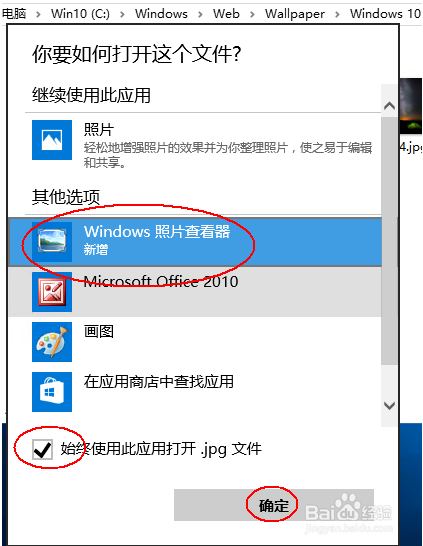 电脑 › Win10 (C:) › Windows › Web › Wallpaper › Windows 10
你要如何打开这个文件?
继续使用此应用
照片
轻松地增强照片的效果并为你整理照片，使之易于编辑
和共享。
4.jpg
其他选项
Windows 照片查看器
新增
Microsoft Office 2010
画图
在应用商店中查找应用
始终使用此应用打开 .jpg 文件
确定
Baidu 经验
jingyan.baidu.com